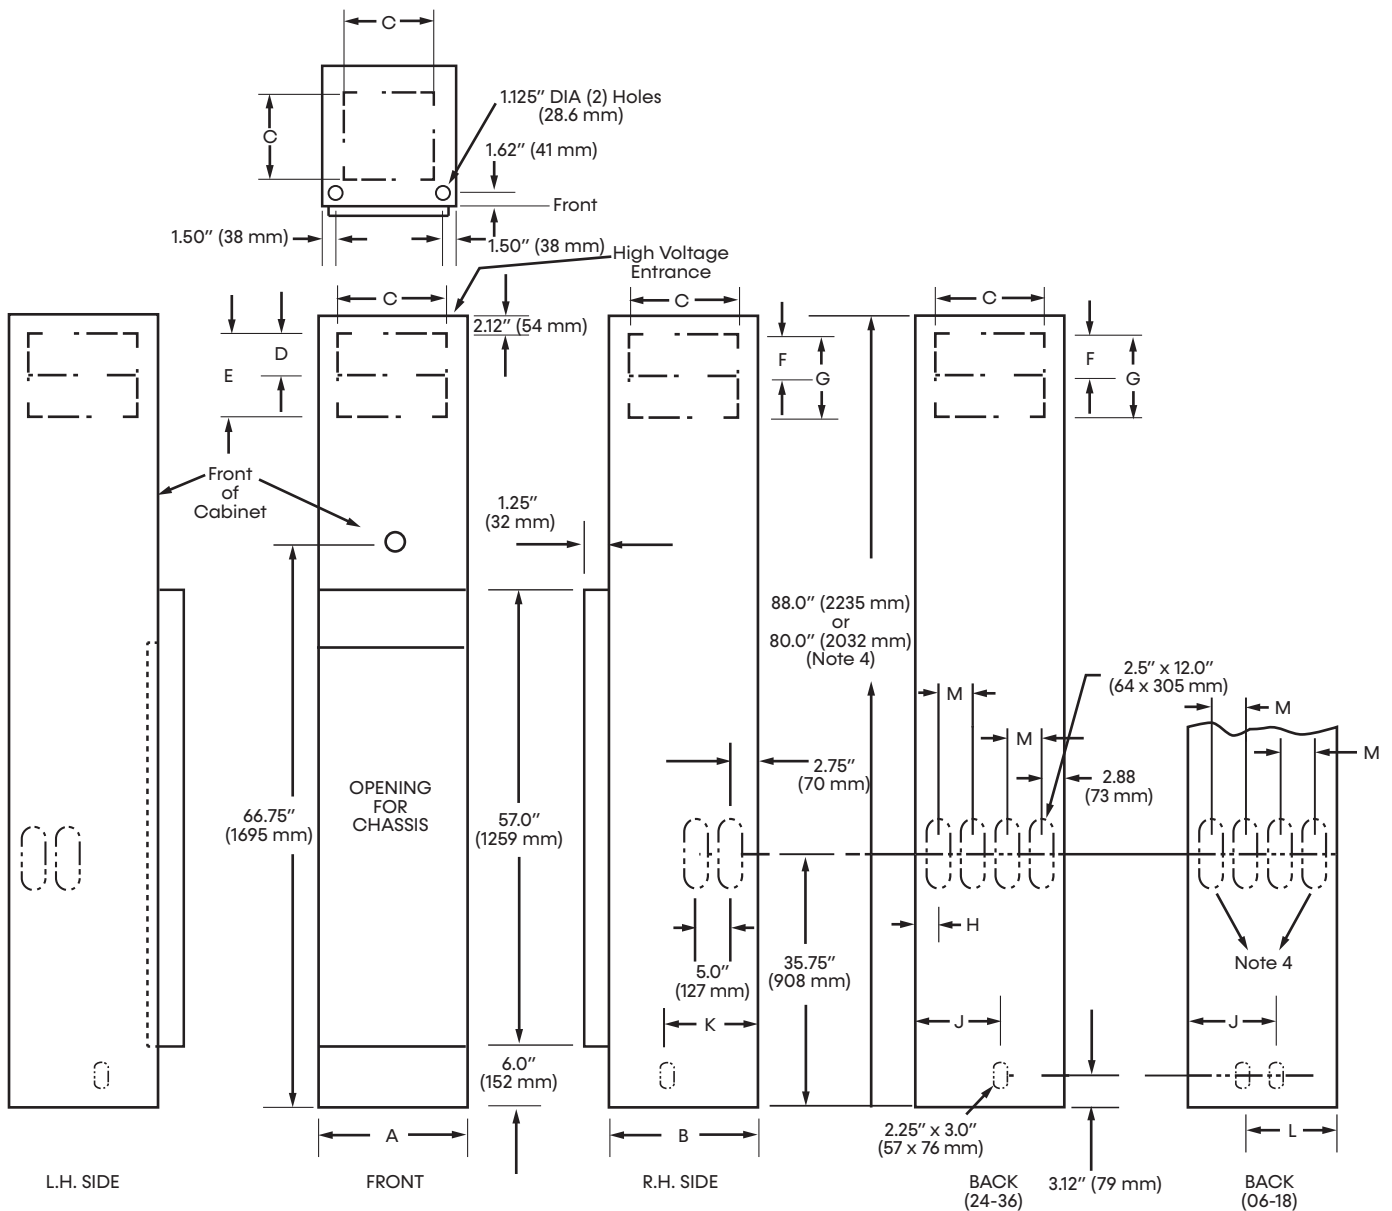 C
C
1.125" DIA (2) Holes
(28.6 mm)
1.62" (41 mm)
Front
1.50" (38 mm)
1.50" (38 mm)
High Voltage
Entrance
C
2.12" (54 mm)
C
C
D
E
F
G
F
G
Front
of
Cabinet
1.25"
(32 mm)
88.0" (2235 mm)
or
80.0" (2032 mm)
(Note 4)
2.5" x 12.0"
(64 x 305 mm)
M
M
M
M
2.75"
(70 mm)
2.88
(73 mm)
66.75"
(1695 mm)
OPENING
FOR
CHASSIS
57.0"
(1259 mm)
H
5.0"
(127 mm)
35.75"
(908 mm)
Note 4
K
J
J
6.0"
(152 mm)
A
B
2.25" x 3.0"
(57 x 76 mm)
L
3.12" (79 mm)
L.H. SIDE
FRONT
R.H. SIDE
BACK
(24-36)
BACK
(06-18)